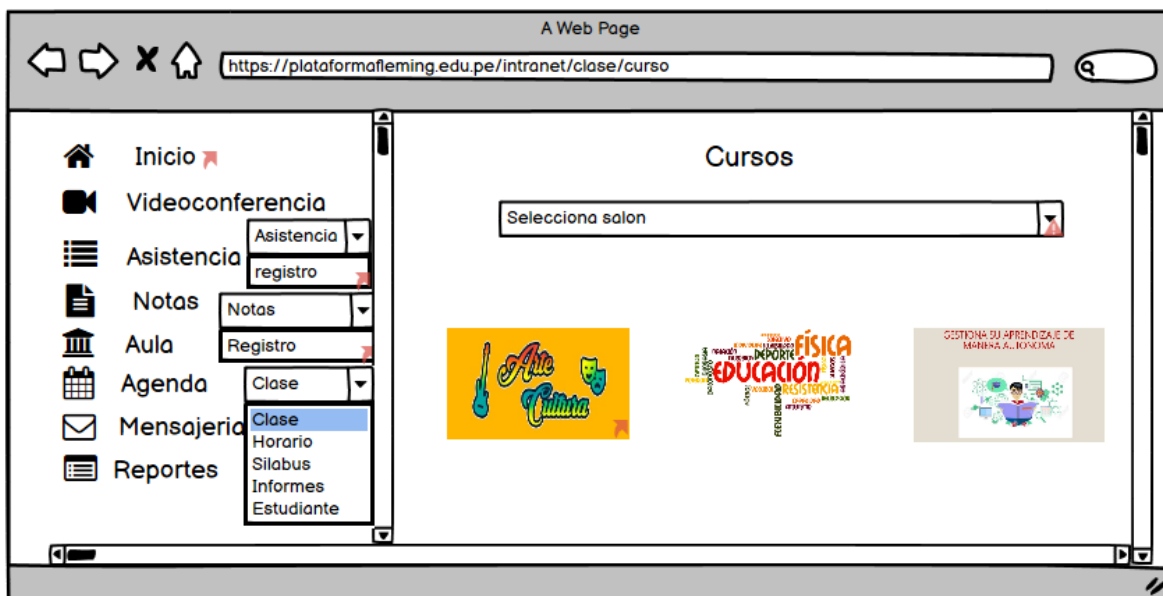 A Web Page
https://plataformafleming.edu.pe/intranet/clase/curso
Inicio
Videoconferencia
Asistencia
Asistencia
registro
Notas
Notas
Aula
Registro
Agenda
Clase
Clase
Horario
Silabus
Informes
Estudiante
Mensajeria
Reportes
Cursos
Selecciona salon
Arte
Cultura
FÍSICA
DEPORTE
EDUCACIÓN
RESISTENCIA
FLEXIBILIDAD
GESTIONA SU APRENDIZAJE DE
MANERA AUTONOMA